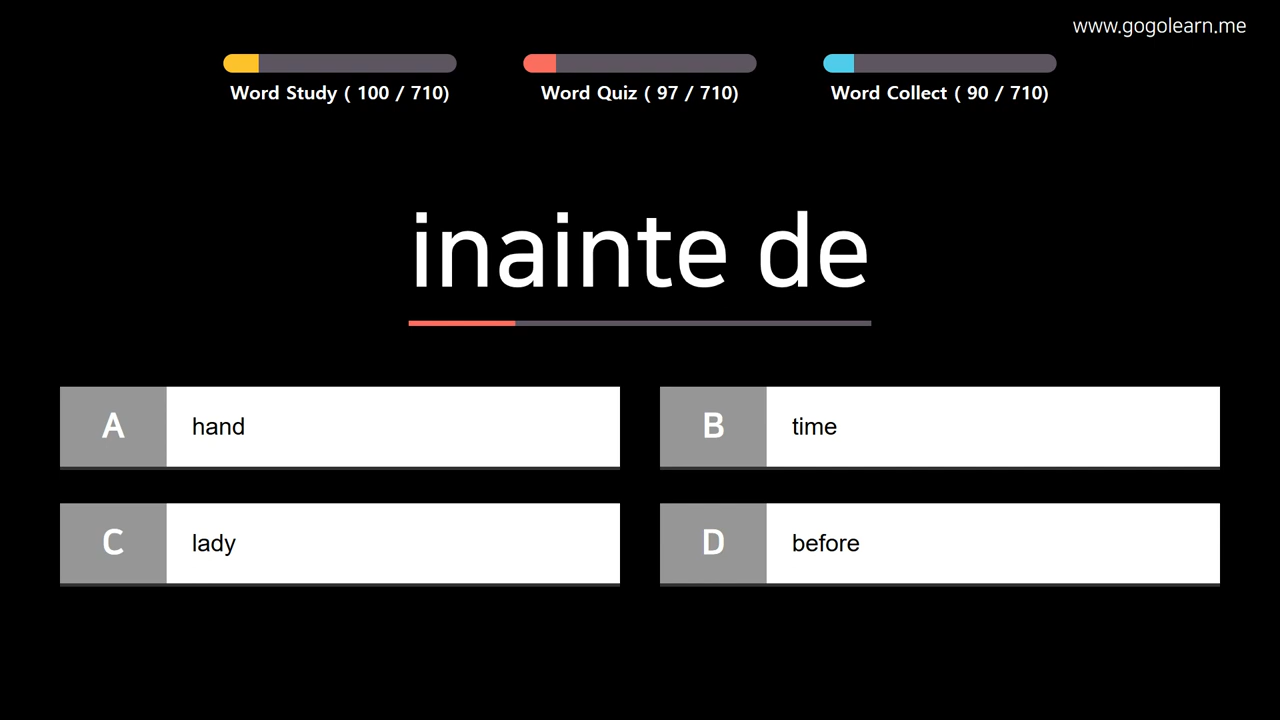 www.gogolearn.me
Word Study ( 100 / 710)
Word Quiz ( 97 / 710)
Word Collect ( 90 / 710)
inainte de
A hand
B time
C lady
D before